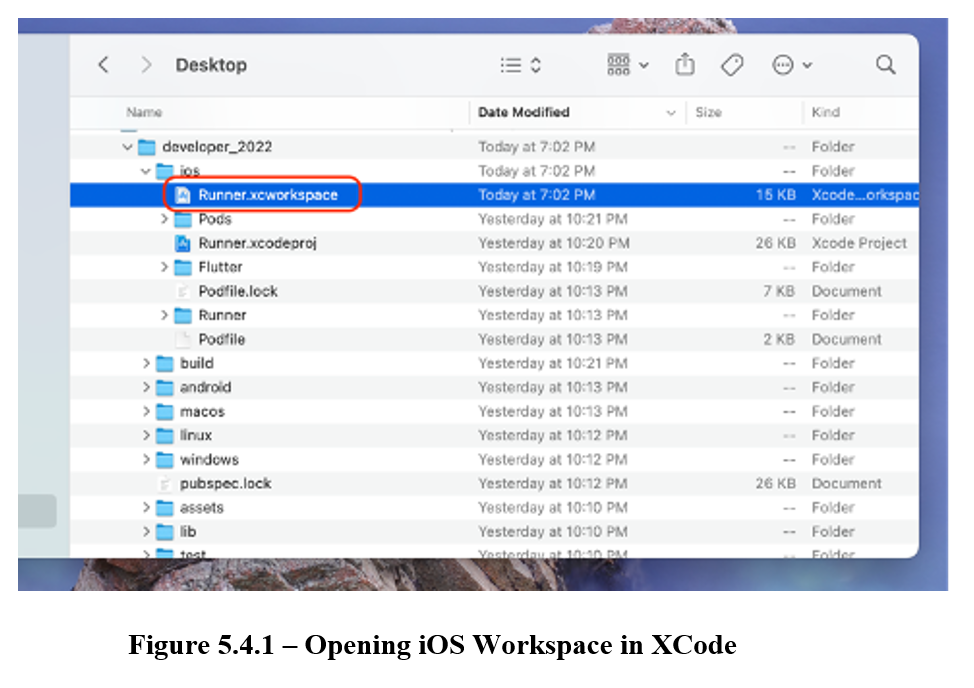 Desktop
Name Date Modified Size Kind
developer_2022 Today at 7:02 PM -- Folder
ios Today at 7:02 PM -- Folder
Runner.xcworkspace Today at 7:02 PM 15 KB Xcode...orkspac
Pods Yesterday at 10:21 PM -- Folder
Runner.xcodeproj Yesterday at 10:20 PM 26 KB Xcode Project
Flutter Yesterday at 10:19 PM -- Folder
Podfile.lock Yesterday at 10:13 PM 7 KB Document
Runner Yesterday at 10:13 PM -- Folder
Podfile Yesterday at 10:13 PM 2 KB Document
build Yesterday at 10:21 PM -- Folder
android Yesterday at 10:13 PM -- Folder
macos Yesterday at 10:13 PM -- Folder
linux Yesterday at 10:12 PM -- Folder
windows Yesterday at 10:12 PM -- Folder
pubspec.lock Yesterday at 10:12 PM 26 KB Document
assets Yesterday at 10:10 PM -- Folder
lib Yesterday at 10:10 PM -- Folder
test Yesterday at 10:10 PM -- Folder
Figure 5.4.1 – Opening iOS Workspace in XCode